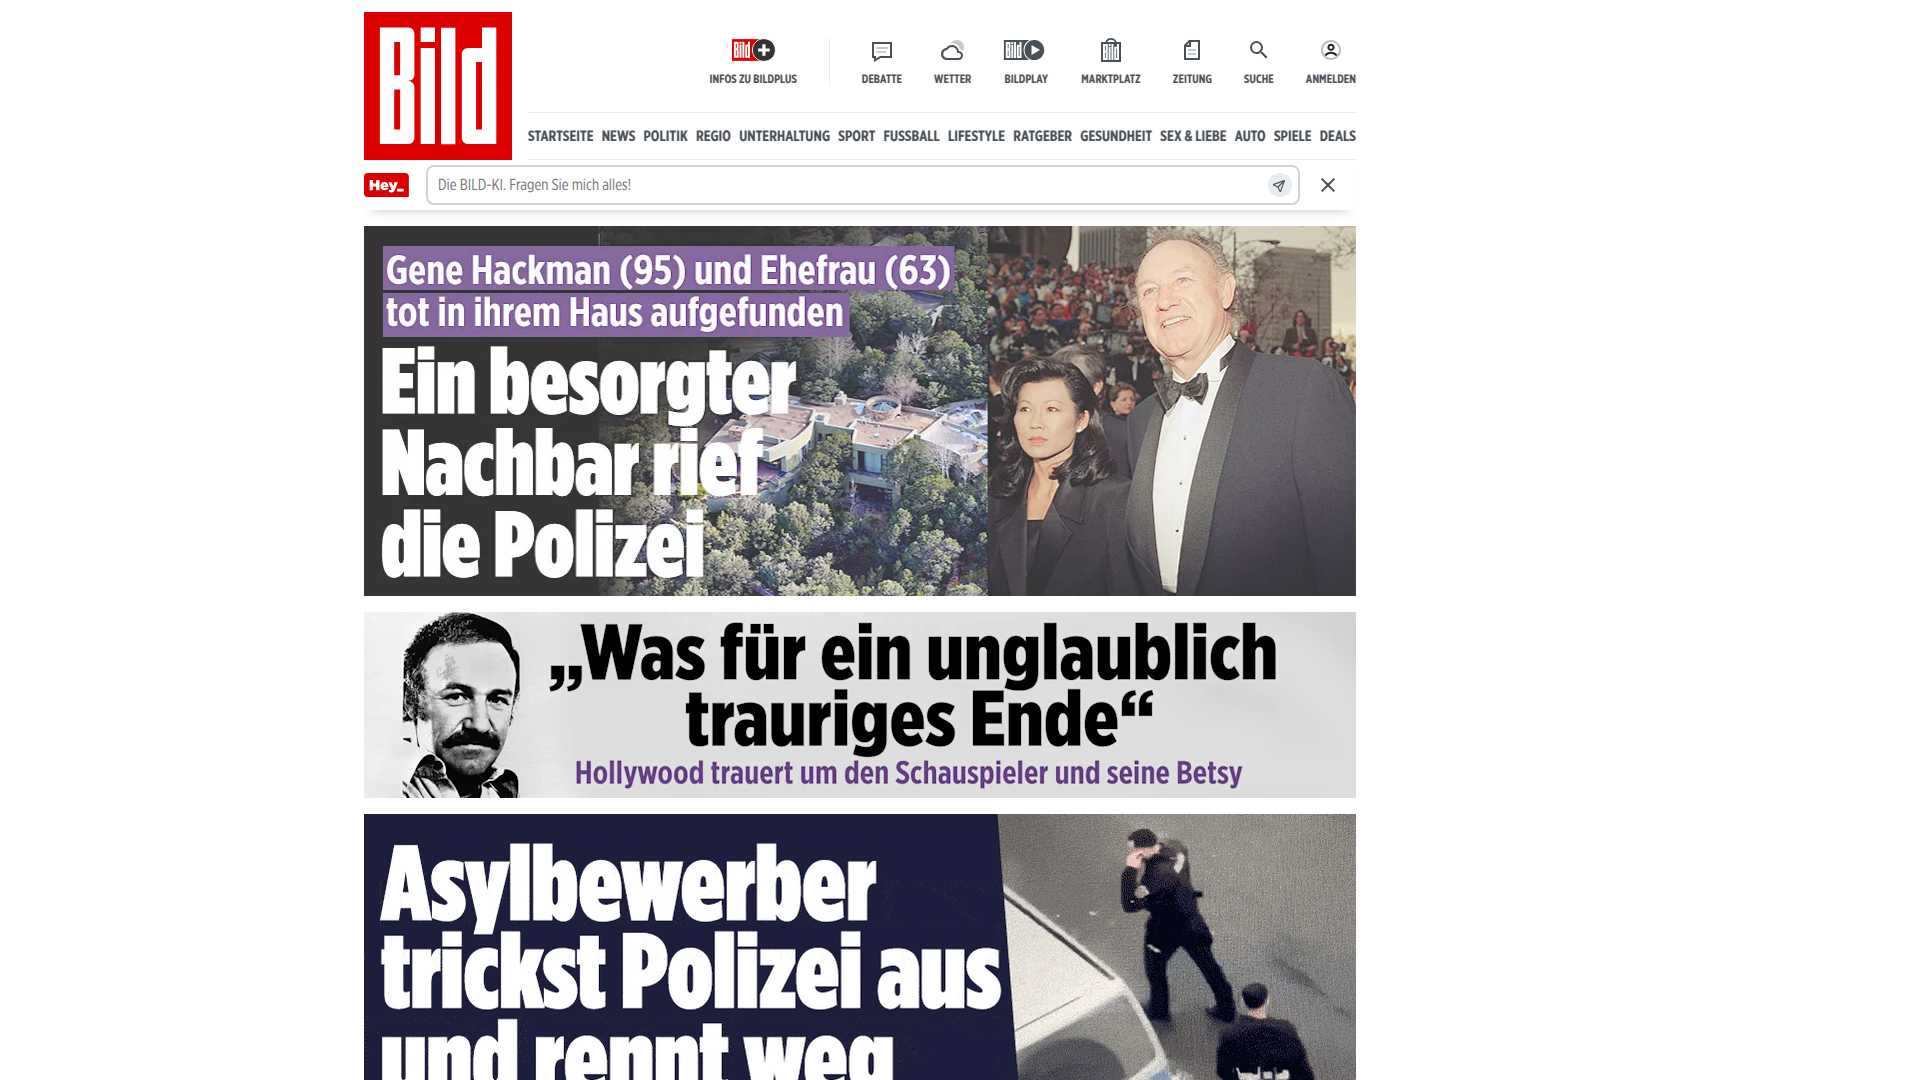 Bild
Bild
INFOS ZU BILDPLUS
DEBATTE
WETTER
Bild
BILDPLAY
Bild
MARKTPLATZ
ZEITUNG
SUCHE
ANMELDEN
STARTSEITE NEWS POLITIK REGIO UNTERHALTUNG SPORT FUSSBALL LIFESTYLE RATGEBER GESUNDHEIT SEX & LIEBE AUTO SPIELE DEALS
Hey_
Die BILD-KI. Fragen Sie mich alles!
Gene Hackman (95) und Ehefrau (63)
tot in ihrem Haus aufgefunden
Ein besorgter
Nachbar rief
die Polizei
„Was für ein unglaublich
trauriges Ende“
Hollywood trauert um den Schauspieler und seine Betsy
Asylbewerber
trickst Polizei aus
und rennt weg